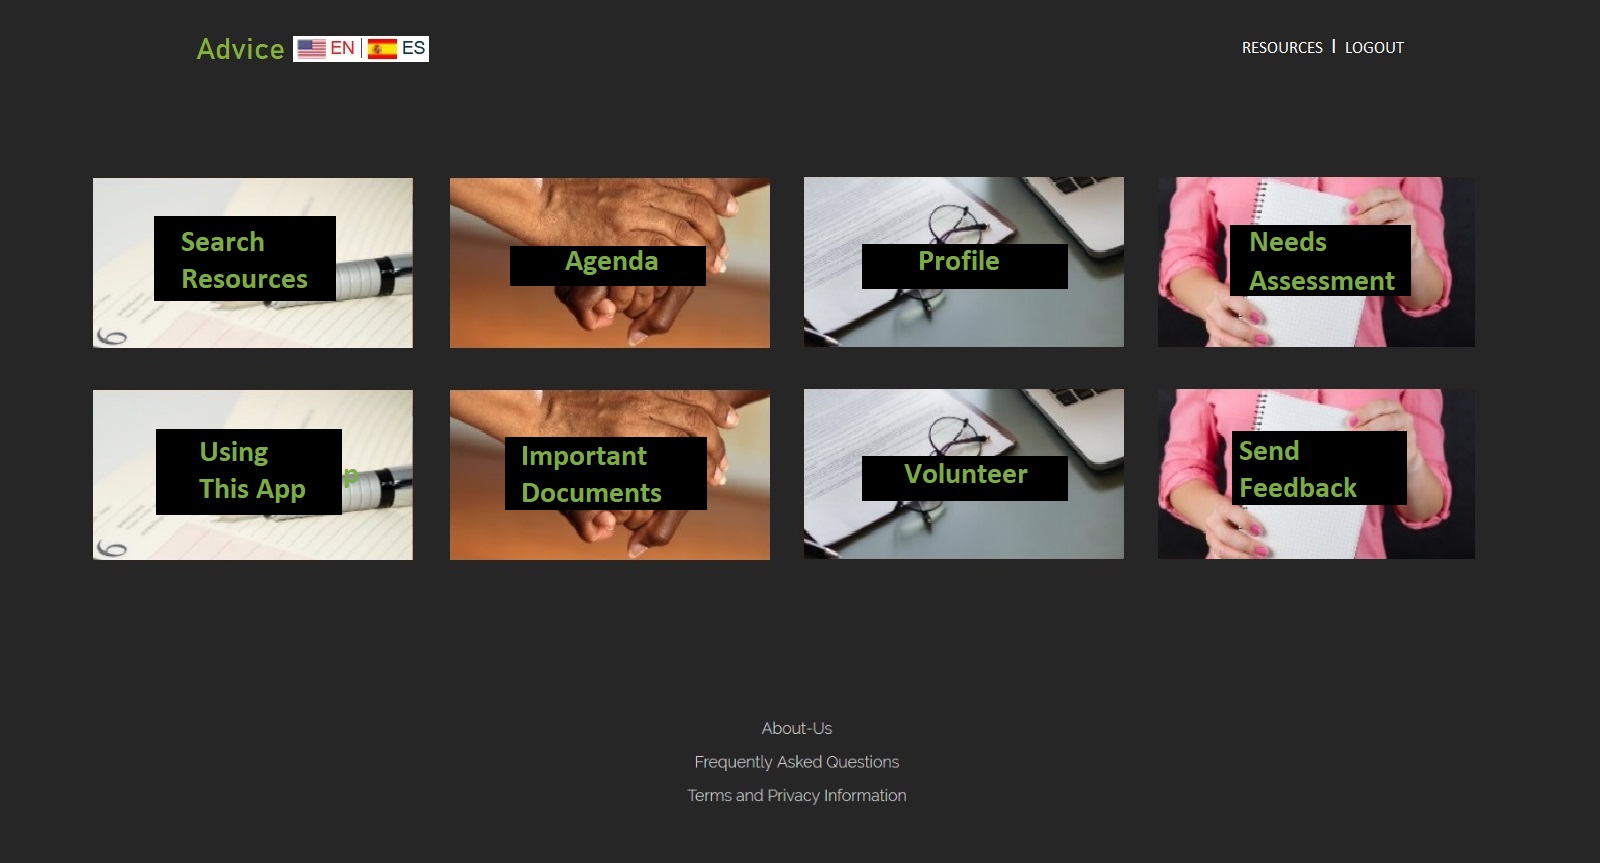 Advice EN | ES
RESOURCES | LOGOUT
Search
Resources
Agenda
Profile
Needs
Assessment
Using
This App
p
Important
Documents
Volunteer
Send
Feedback
About-Us
Frequently Asked Questions
Terms and Privacy Information